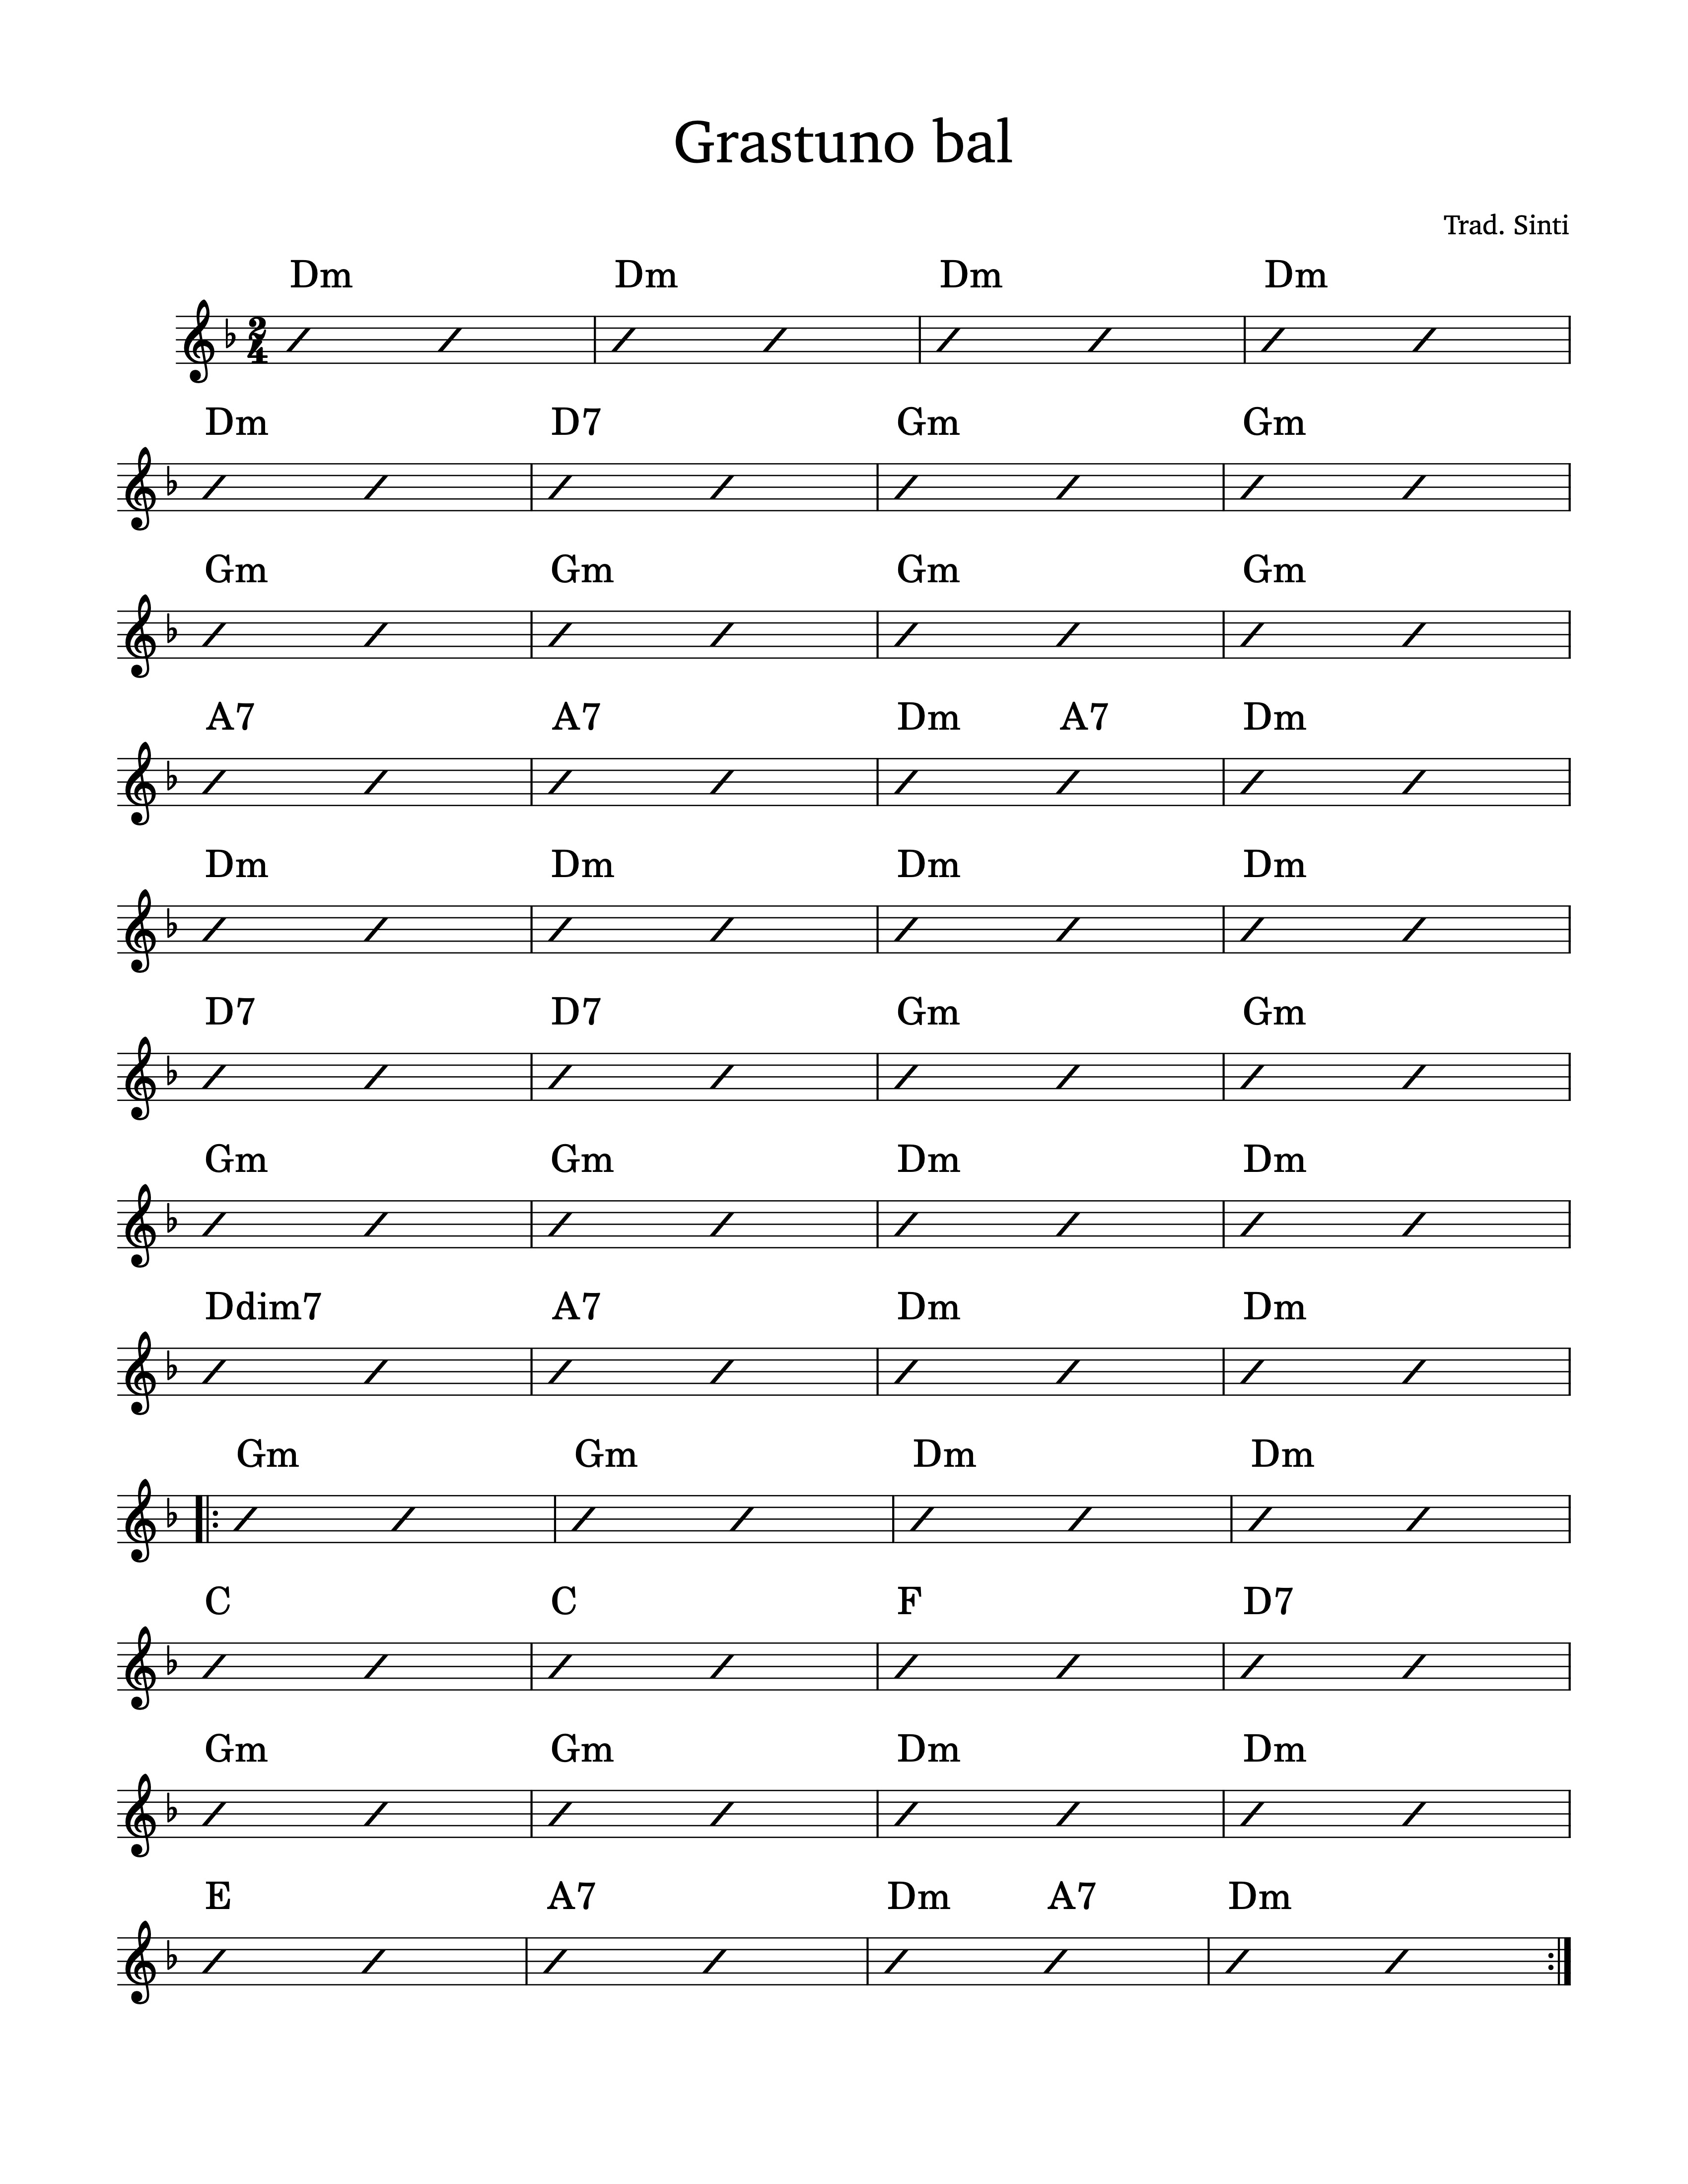 Grastuno bal
Trad. Sinti
Dm Dm Dm Dm
2
4
Dm D7 Gm Gm
Gm Gm Gm Gm
A7 A7 Dm A7 Dm
Dm Dm Dm Dm
D7 D7 Gm Gm
Gm Gm Dm Dm
Ddim7 A7 Dm Dm
Gm Gm Dm Dm
C C F D7
Gm Gm Dm Dm
E A7 Dm A7 Dm